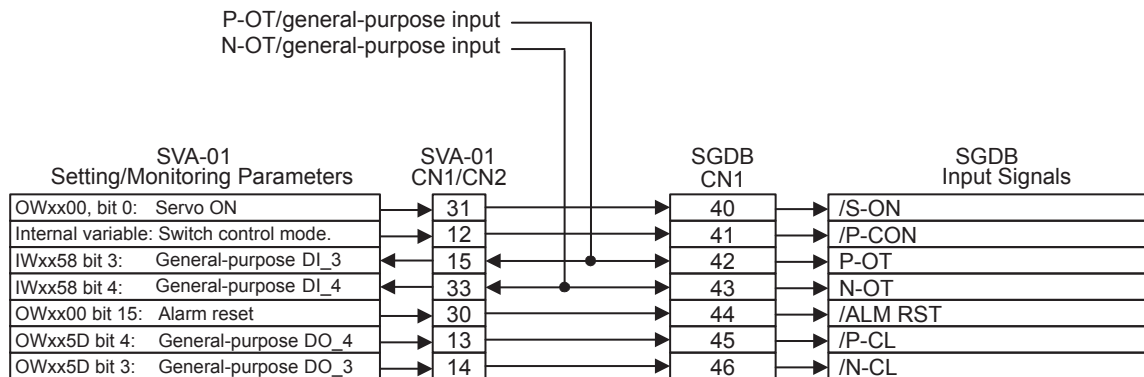 P-OT/general-purpose input
N-OT/general-purpose input
SVA-01
Setting/Monitoring Parameters
SVA-01
CN1/CN2
SGDB
CN1
SGDB
Input Signals
OWxx00, bit 0: Servo ON 31 40 /S-ON
Internal variable: Switch control mode. 12 41 /P-CON
IWxx58 bit 3: General-purpose DI_3 15 42 P-OT
IWxx58 bit 4: General-purpose DI_4 33 43 N-OT
OWxx00 bit 15: Alarm reset 30 44 /ALM RST
OWxx5D bit 4: General-purpose DO_4 13 45 /P-CL
OWxx5D bit 3: General-purpose DO_3 14 46 /N-CL